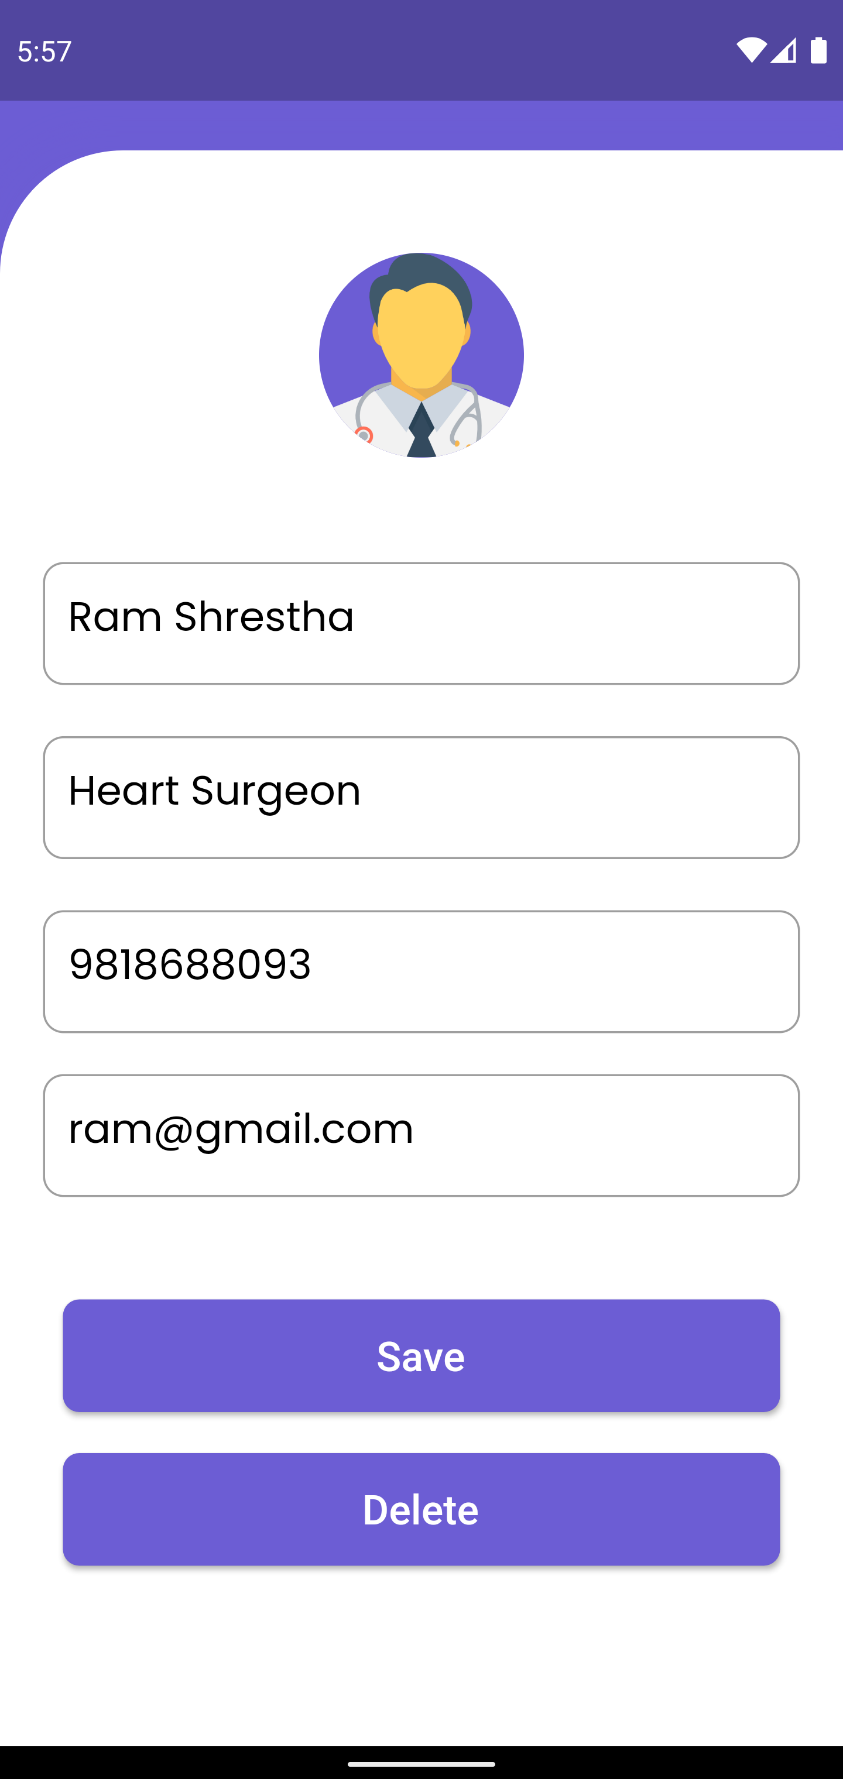 5:57
Ram Shrestha
Heart Surgeon
9818688093
ram@gmail.com
Save
Delete